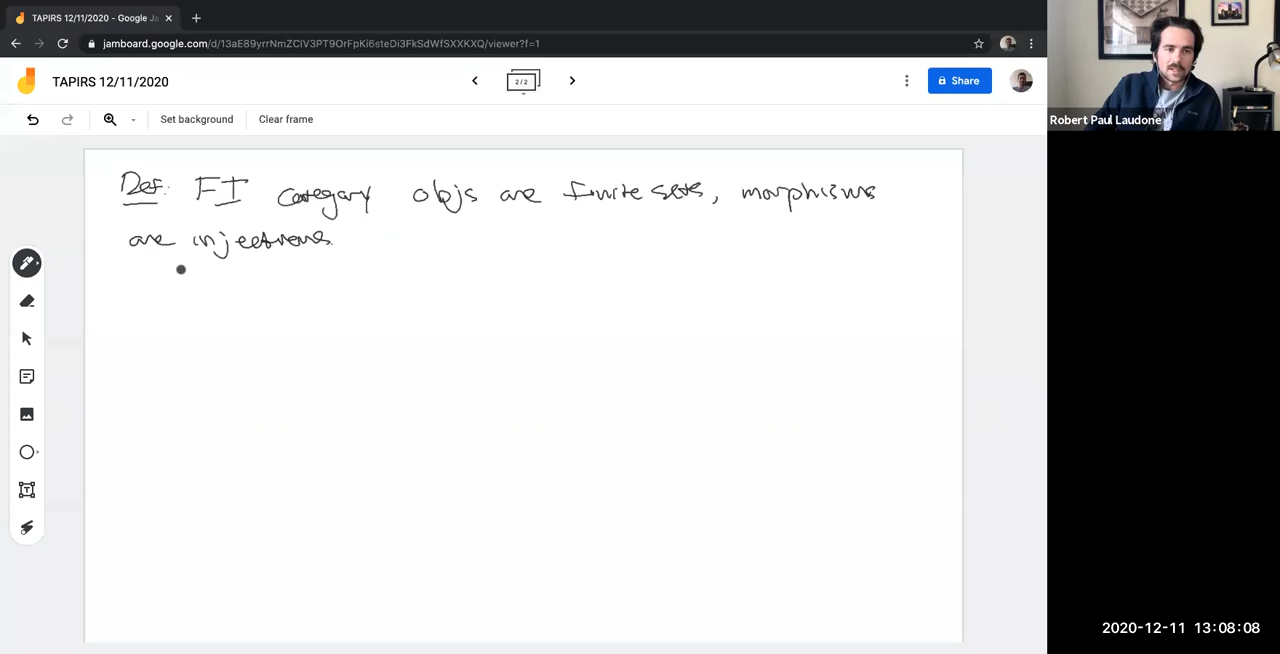 TAPIRS 12/11/2020 - Google Ja
jamboard.google.com/d/13aE89yrrNmZClV3PT9OrFpKi6steDi3FkSdWfSXXKXQ/viewer?f=1
TAPIRS 12/11/2020
2/2
Share
Set background
Clear frame
Robert Paul Laudone
Def: FI category objs are finite sets, morphisms
are injections.
2020-12-11 13:08:08